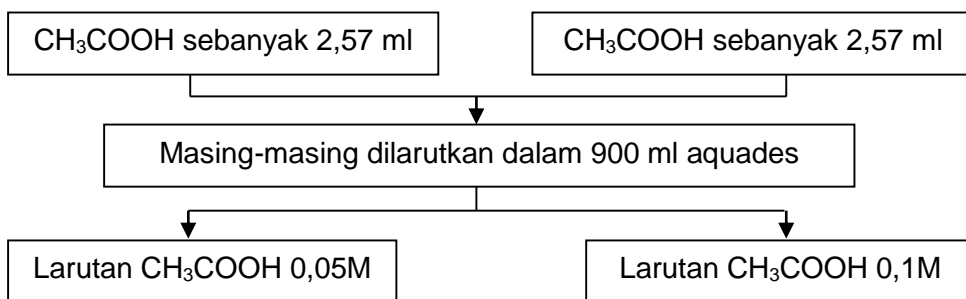 CH₃COOH sebanyak 2,57 ml
CH₃COOH sebanyak 2,57 ml
Masing-masing dilarutkan dalam 900 ml aquades
Larutan CH₃COOH 0,05M
Larutan CH₃COOH 0,1M